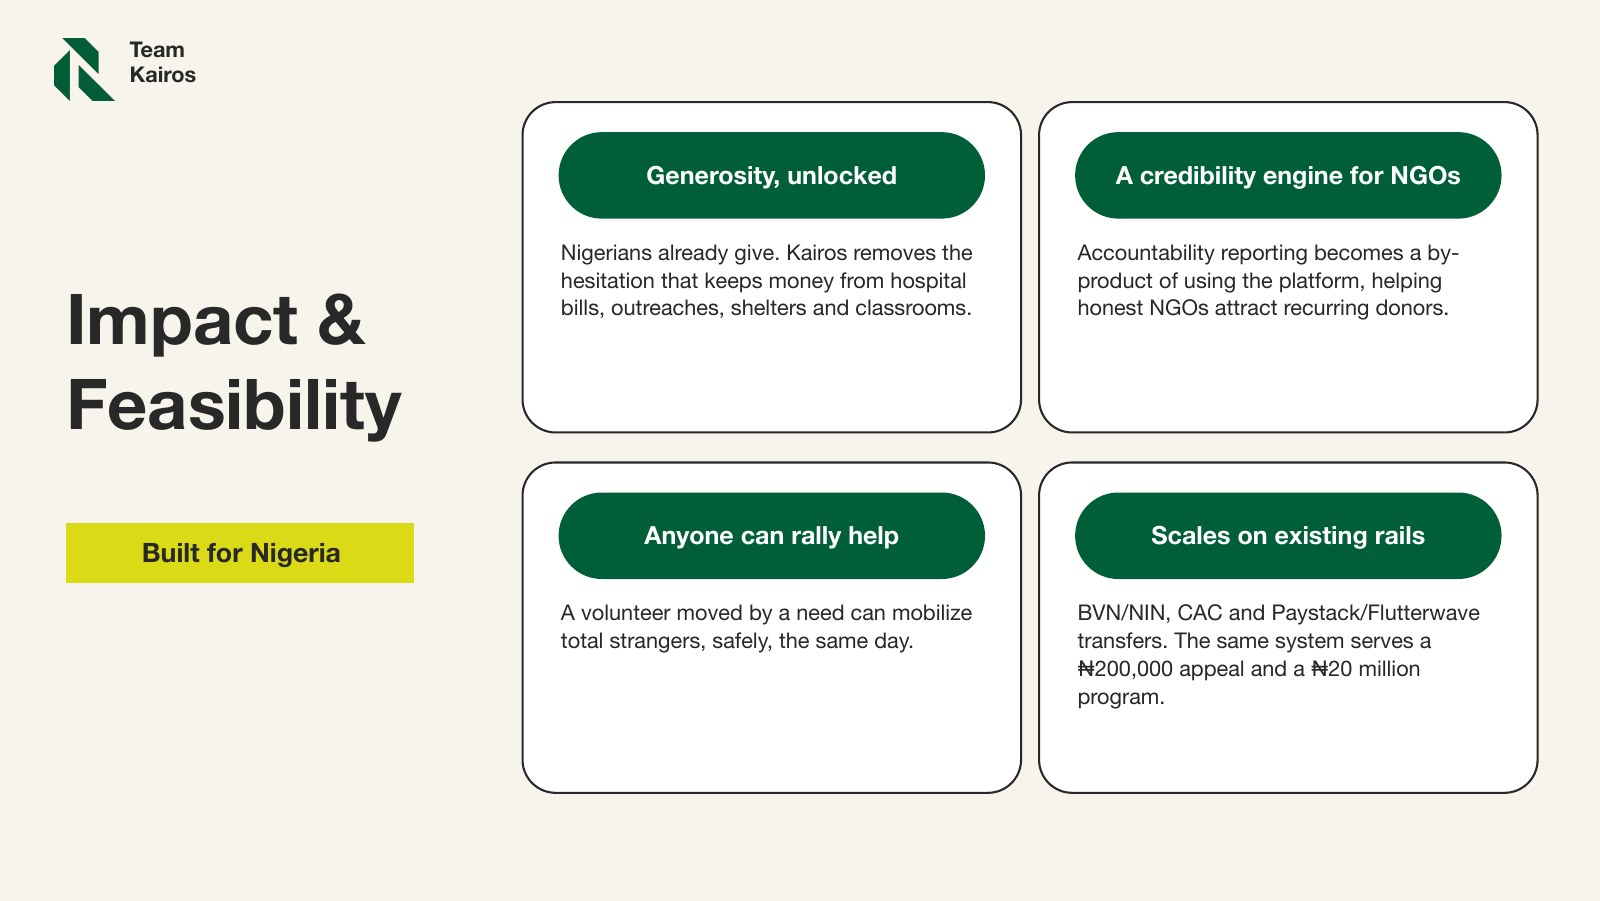 Team
Kairos
Impact &
Feasibility
Built for Nigeria
Generosity, unlocked
Nigerians already give. Kairos removes the
hesitation that keeps money from hospital
bills, outreaches, shelters and classrooms.
A credibility engine for NGOs
Accountability reporting becomes a by-
product of using the platform, helping
honest NGOs attract recurring donors.
Anyone can rally help
A volunteer moved by a need can mobilize
total strangers, safely, the same day.
Scales on existing rails
BVN/NIN, CAC and Paystack/Flutterwave
transfers. The same system serves a
₦200,000 appeal and a ₦20 million
program.